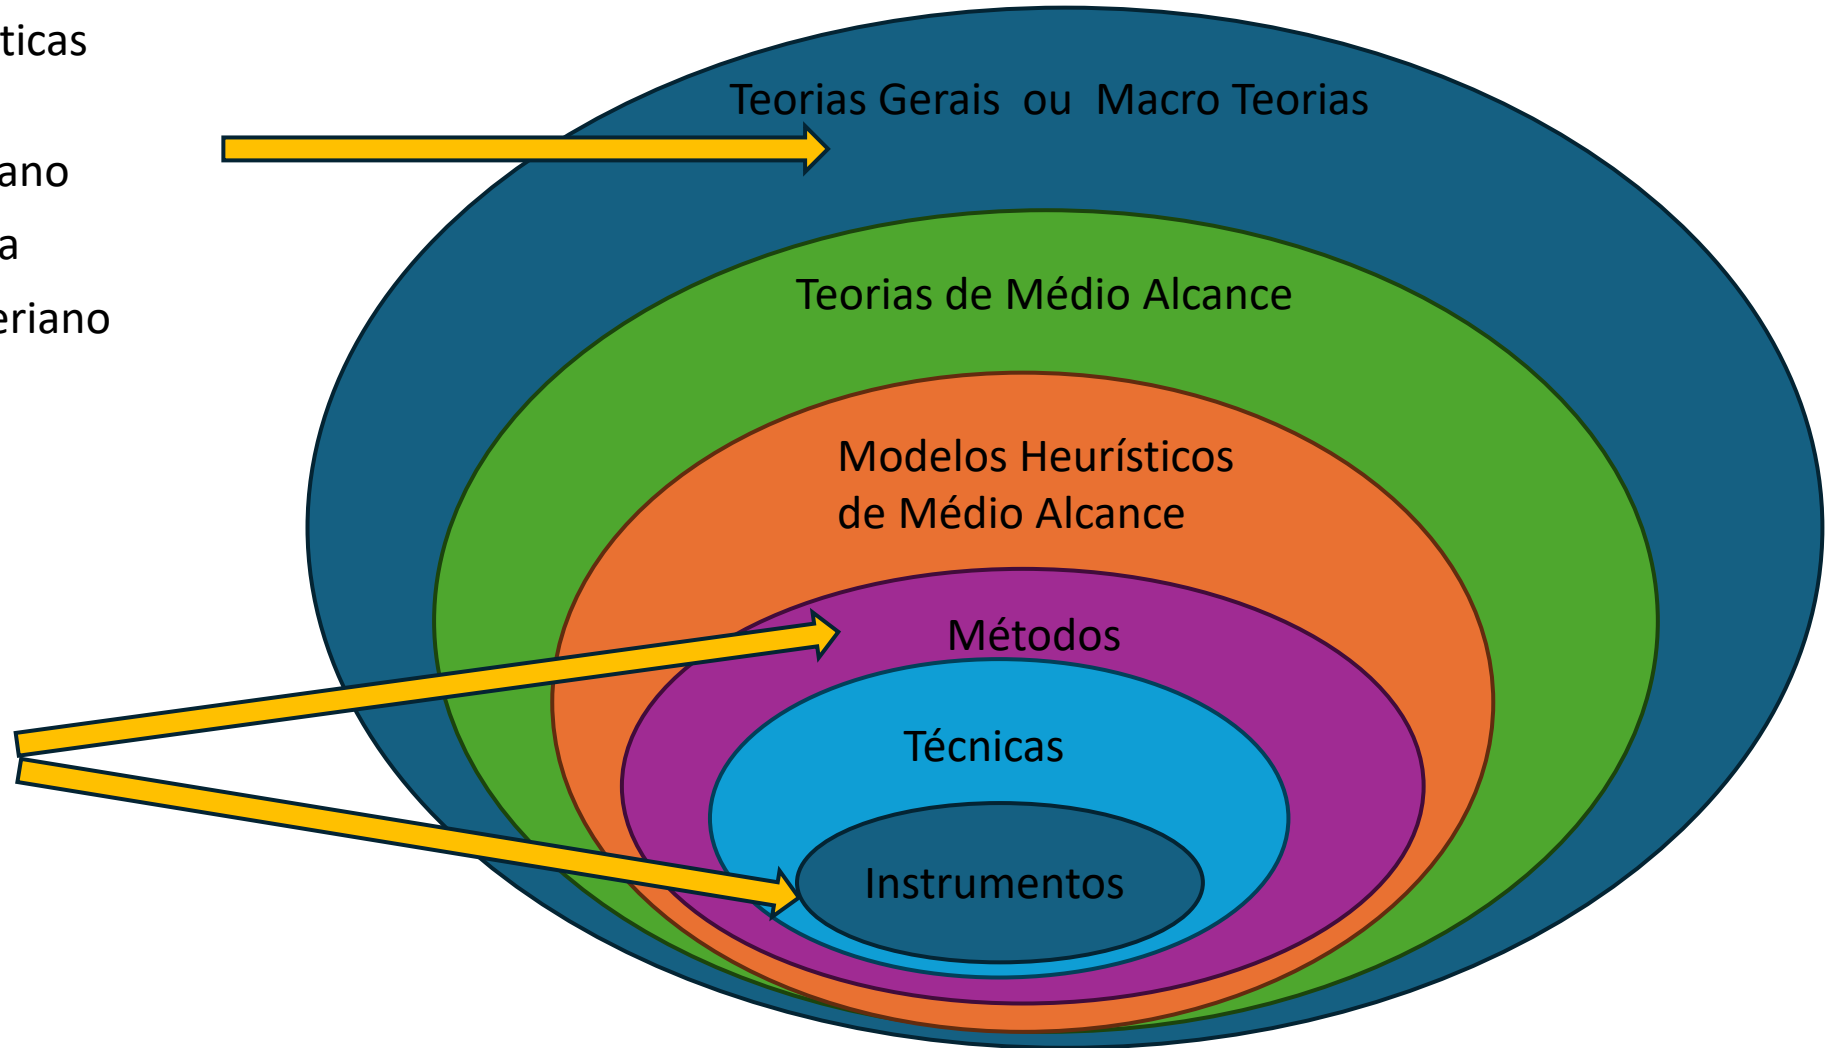 ticas
Teorias Gerais ou Macro Teorias
ano
a
eriano
Teorias de Médio Alcance
Modelos Heurísticos
de Médio Alcance
Métodos
Técnicas
Instrumentos